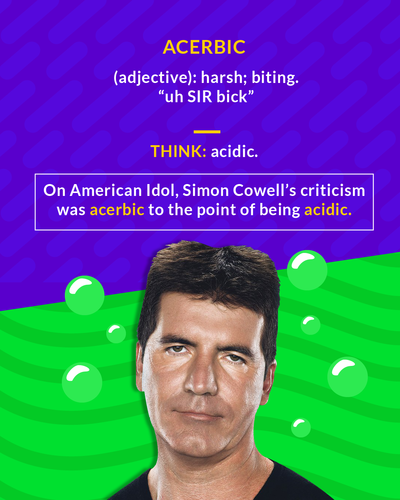 ACERBIC
(adjective): harsh; biting.
“uh SIR bick”
THINK: acidic.
On American Idol, Simon Cowell’s criticism
was acerbic to the point of being acidic.